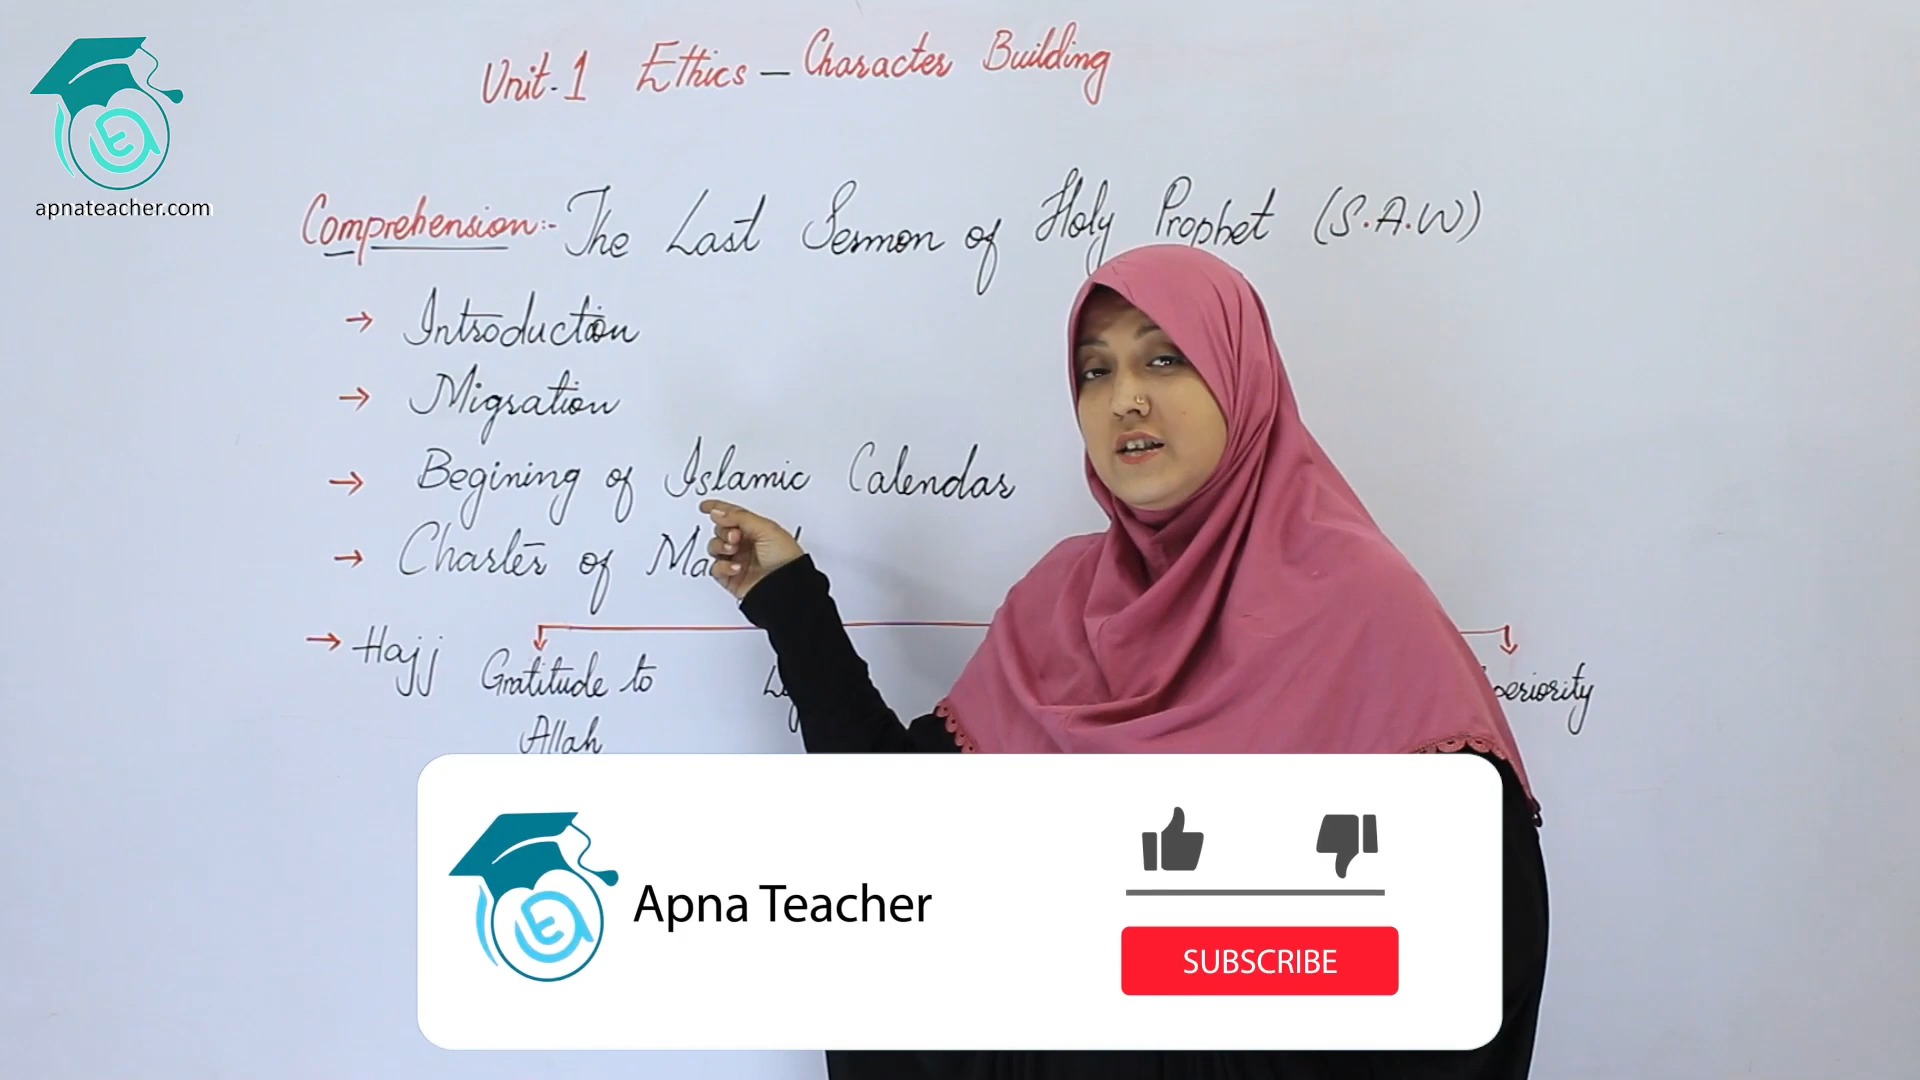 Unit-1 Ethics – Character Building
apnateacher.com
Comprehension:- The Last Sermon of Holy Prophet (S.A.W)
→ Introduction
→ Migration
→ Begining of Islamic Calendar
→ Charter of
→ Hajj Gratitude to
Allah
Apna Teacher
SUBSCRIBE